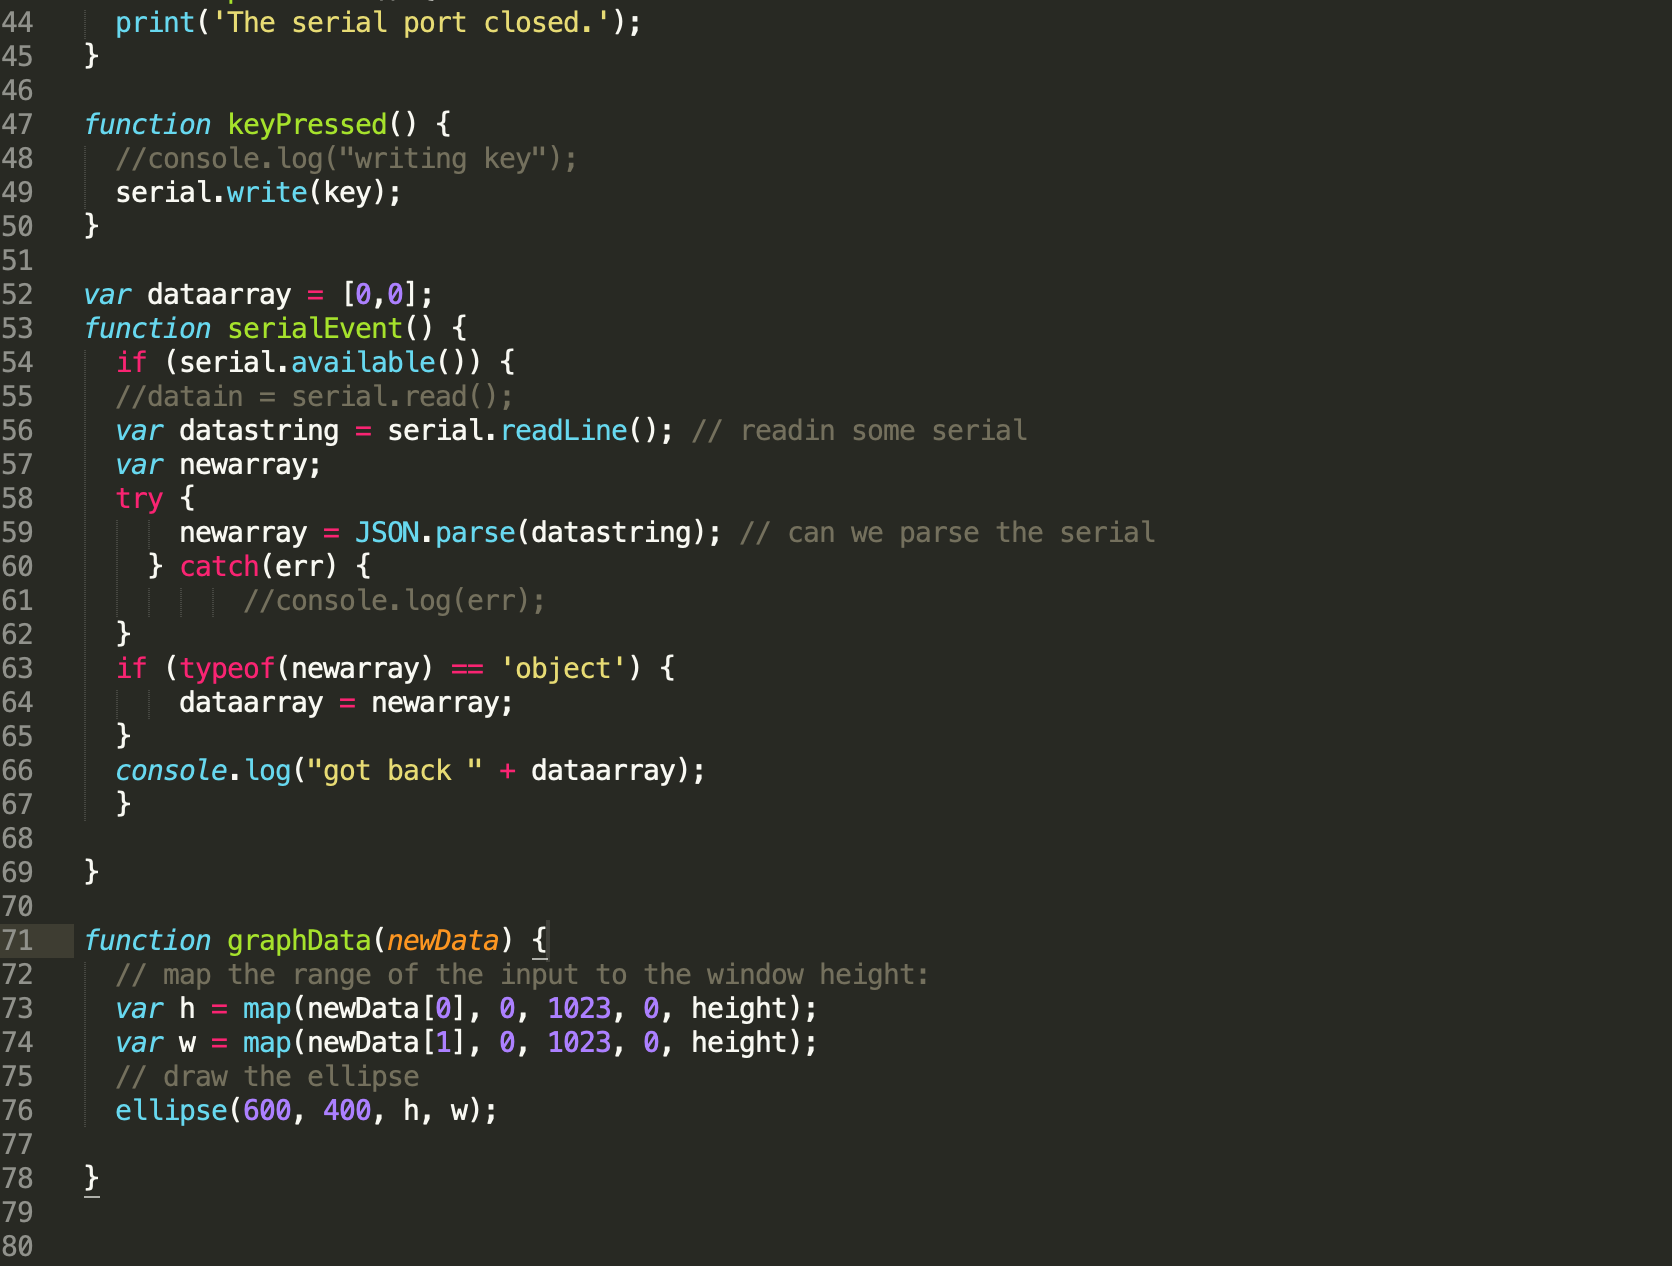 44 print('The serial port closed.');
45 }
46
47 function keyPressed() {
48 //console.log("writing key");
49 serial.write(key);
50 }
51
52 var dataarray = [0,0];
53 function serialEvent() {
54 if (serial.available()) {
55 //datain = serial.read();
56 var datastring = serial.readLine(); // readin some serial
57 var newarray;
58 try {
59 newarray = JSON.parse(datastring); // can we parse the serial
60 } catch(err) {
61 //console.log(err);
62 }
63 if (typeof(newarray) == 'object') {
64 dataarray = newarray;
65 }
66 console.log("got back " + dataarray);
67 }
68
69 }
70
71 function graphData(newData) {
72 // map the range of the input to the window height:
73 var h = map(newData[0], 0, 1023, 0, height);
74 var w = map(newData[1], 0, 1023, 0, height);
75 // draw the ellipse
76 ellipse(600, 400, h, w);
77
78 }
79
80